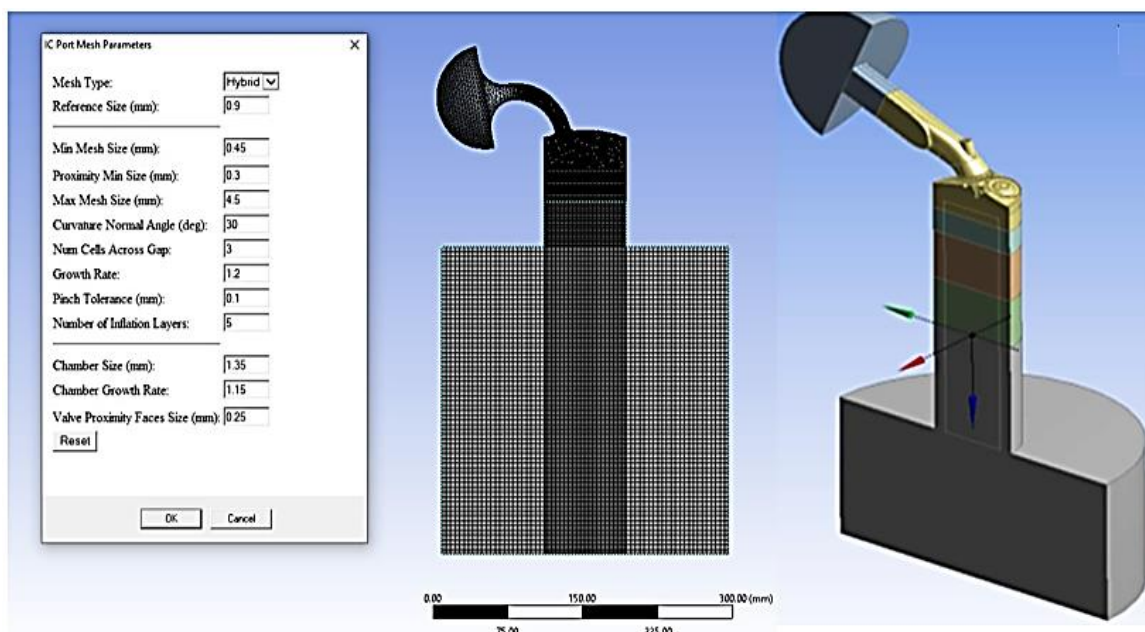 IC Port Mesh Parameters X
Mesh Type: Hybrid
Reference Size (mm): 0.9
Min Mesh Size (mm): 0.45
Proximity Min Size (mm): 0.3
Max Mesh Size (mm): 4.5
Curvature Normal Angle (deg): 30
Num Cells Across Gap: 3
Growth Rate: 1.2
Pinch Tolerance (mm): 0.1
Number of Inflation Layers: 5
Chamber Size (mm): 1.35
Chamber Growth Rate: 1.15
Valve Proximity Faces Size (mm): 0.25
Reset
OK Cancel
0.00 150.00 300.00 (mm)
75.00 225.00